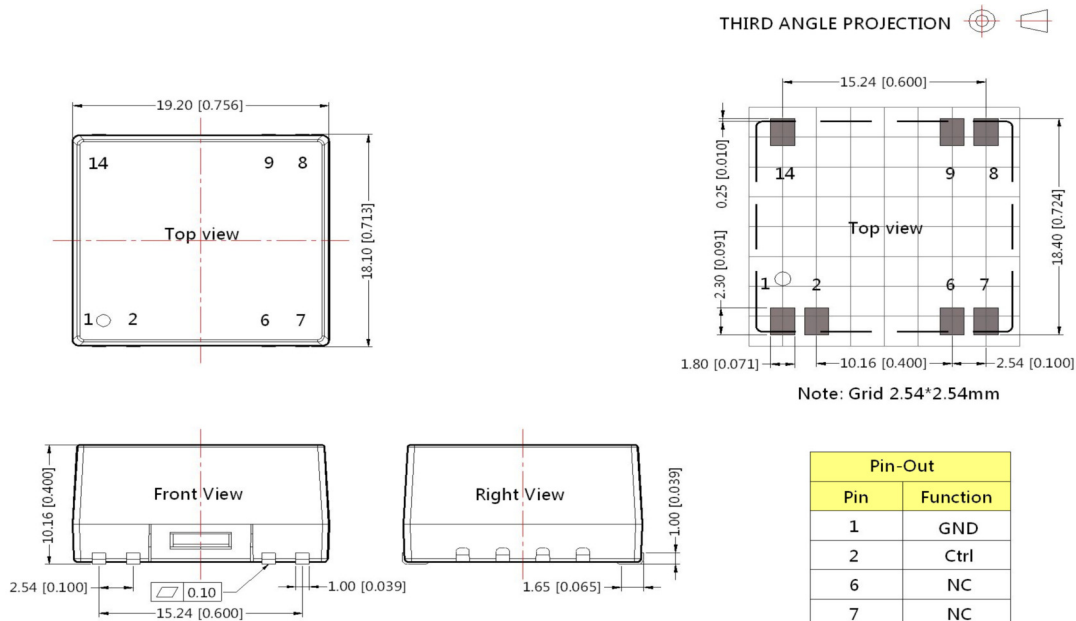 THIRD ANGLE PROJECTION
19.20 [0.756]
14 9 8
Top view
18.10 [0.713]
1 2 6 7
15.24 [0.600]
0.25 [0.010]
14 9 8
Top view
18.40 [0.724]
2.30 [0.091]
1 2 6 7
1.80 [0.071]
10.16 [0.400]
2.54 [0.100]
Note: Grid 2.54*2.54mm
10.16 [0.400]
Front View
2.54 [0.100]
0.10
1.00 [0.039]
15.24 [0.600]
Right View
1.00 [0.039]
1.65 [0.065]
Pin-Out
Pin Function
1 GND
2 Ctrl
6 NC
7 NC